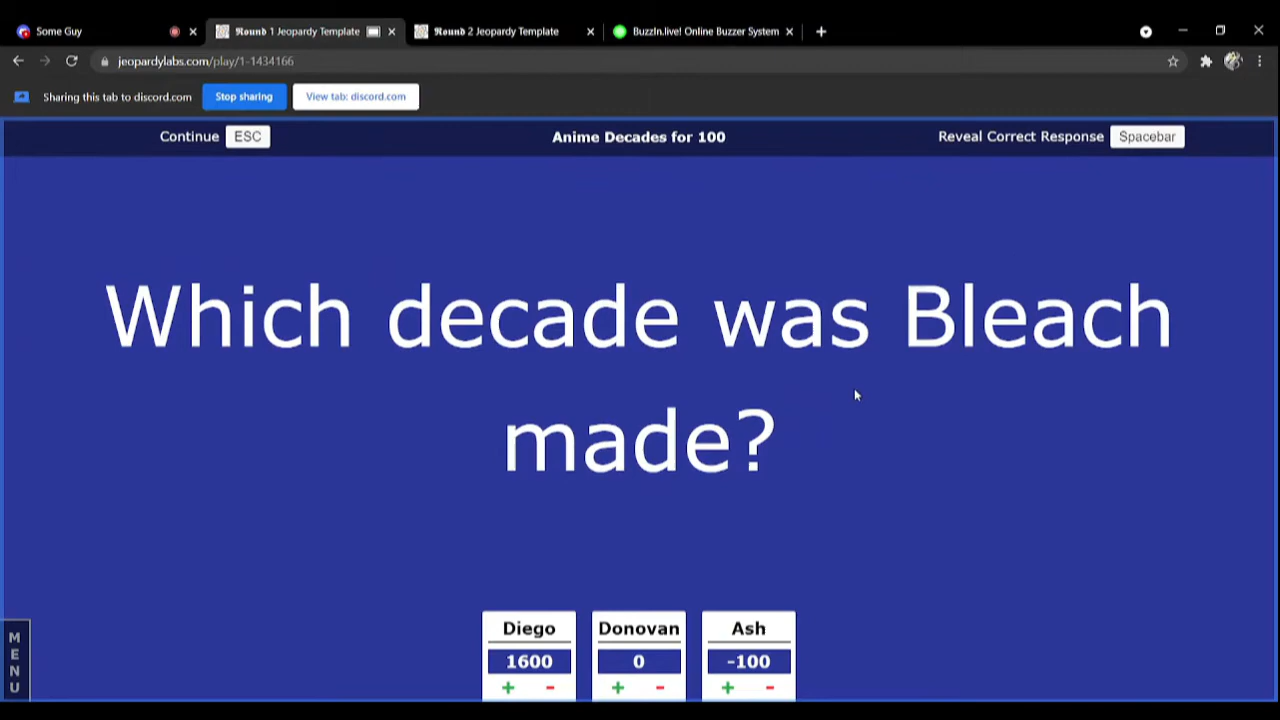 Some Guy
𝕽𝖔𝖚𝖓𝖉 1 Jeopardy Template
𝕽𝖔𝖚𝖓𝖉 2 Jeopardy Template
BuzzIn.live! Online Buzzer System
jeopardylabs.com/play/1-1434166
Sharing this tab to discord.com
Stop sharing
View tab: discord.com
Continue ESC
Anime Decades for 100
Reveal Correct Response Spacebar
Which decade was Bleach
made?
MENU
Diego
Donovan
Ash
1600
0
-100
+ -
+ -
+ -